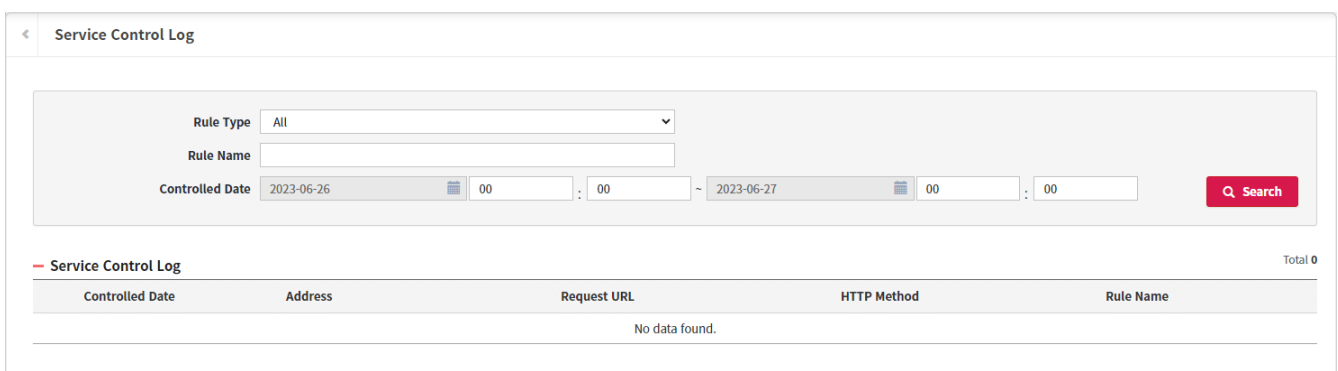 Service Control Log
Rule Type All
Rule Name
Controlled Date 2023-06-26 00 : 00 ~ 2023-06-27 00 : 00 Search
Total 0
Service Control Log
Controlled Date Address Request URL HTTP Method Rule Name
No data found.